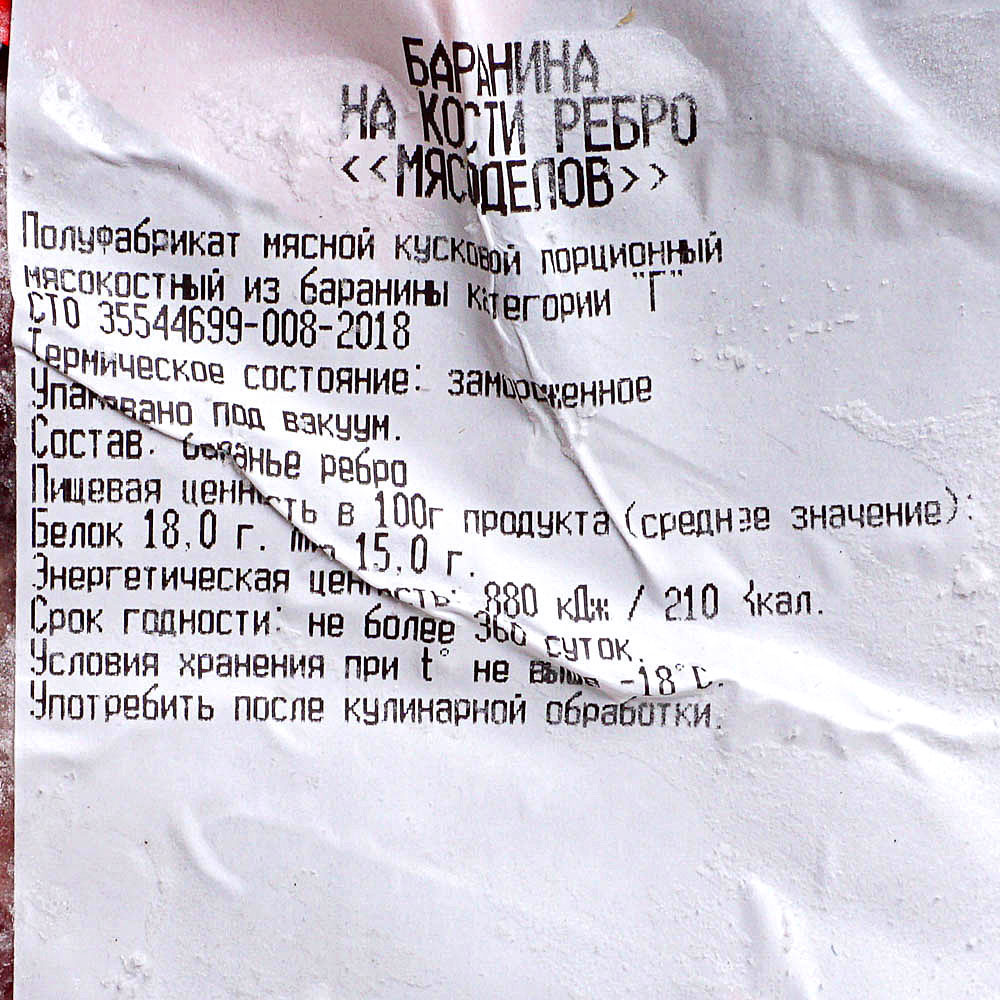 БАРАНИНА
НА КОСТИ РЕБРО
<<МЯСОДЕЛОВ>>
Полуфабрикат мясной кусковой порционный
мясокостный из баранины категории "Г"
СТО 35544699-008-2018
Термическое состояние: замороженное
Упаковано под вакуум.
Состав: баранье ребро
Пищевая ценность в 100г продукта (среднее значение):
Белок 18,0 г. 15,0 г.
Энергетическая ценность: 880 кДж / 210 Ккал.
Срок годности: не более 360 суток.
Условия хранения при t° не выше -18°C.
Употребить после кулинарной обработки.